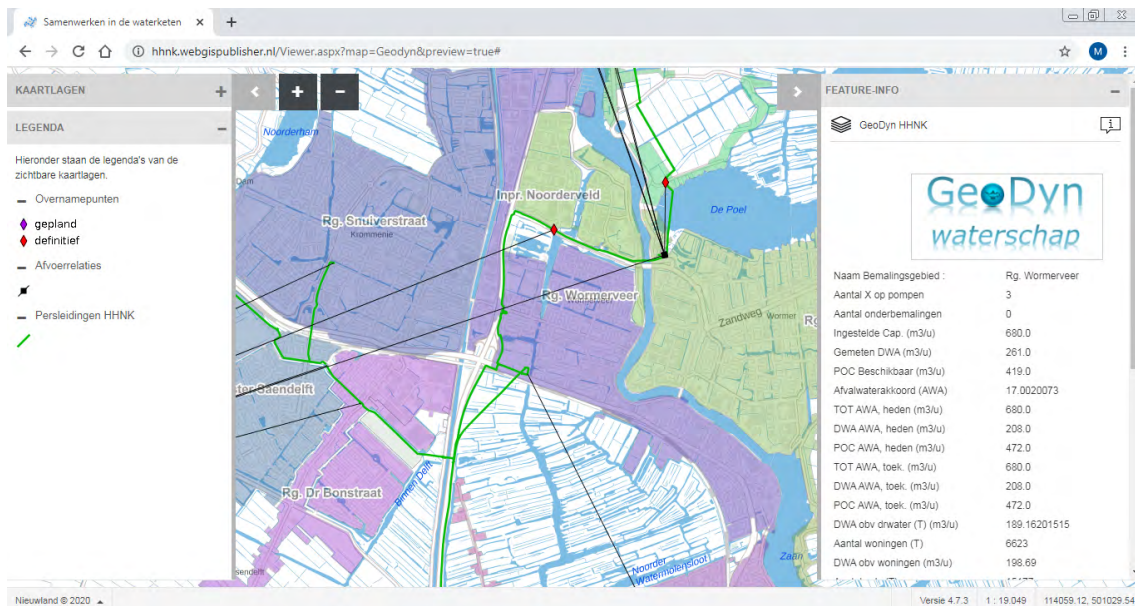 Samenwerken in de waterketen
hhnk.webgispublisher.nl/Viewer.aspx?map=Geodyn&preview=true#
M
KAARTLAGEN
LEGENDA
Hieronder staan de legenda's van de
zichtbare kaartlagen.
Overnamepunten
gepland
definitief
Afvoerrelaties
Persleidingen HHNK
Noorderham
Dam
Rg. Snuiverstraat
Krommenie
Inpr. Noorderveld
De Poel
Rg. Wormerveer
Zandweg
Wormer
ter Saendelft
Rg. Dr Bonstraat
Binnen Delft
Noorder
Watermolensloot
Zaan
FEATURE-INFO
GeoDyn HHNK
GeoDyn
waterschap
Naam Bemalingsgebied : Rg. Wormerveer
Aantal X op pompen 3
Aantal onderbemalingen 0
Ingestelde Cap. (m3/u) 680.0
Gemeten DWA (m3/u) 261.0
POC Beschikbaar (m3/u) 419.0
Afvalwaterakkoord (AWA) 17.0020073
TOT AWA, heden (m3/u) 680.0
DWA AWA, heden (m3/u) 208.0
POC AWA, heden (m3/u) 472.0
TOT AWA, toek. (m3/u) 680.0
DWA AWA, toek. (m3/u) 208.0
POC AWA, toek. (m3/u) 472.0
DWA obv drwater (T) (m3/u) 189.16201515
Aantal woningen (T) 6623
DWA obv woningen (m3/u) 198.69
Nieuwland © 2020
Versie 4.7.3 1 : 19.049 114059.12, 501029.54